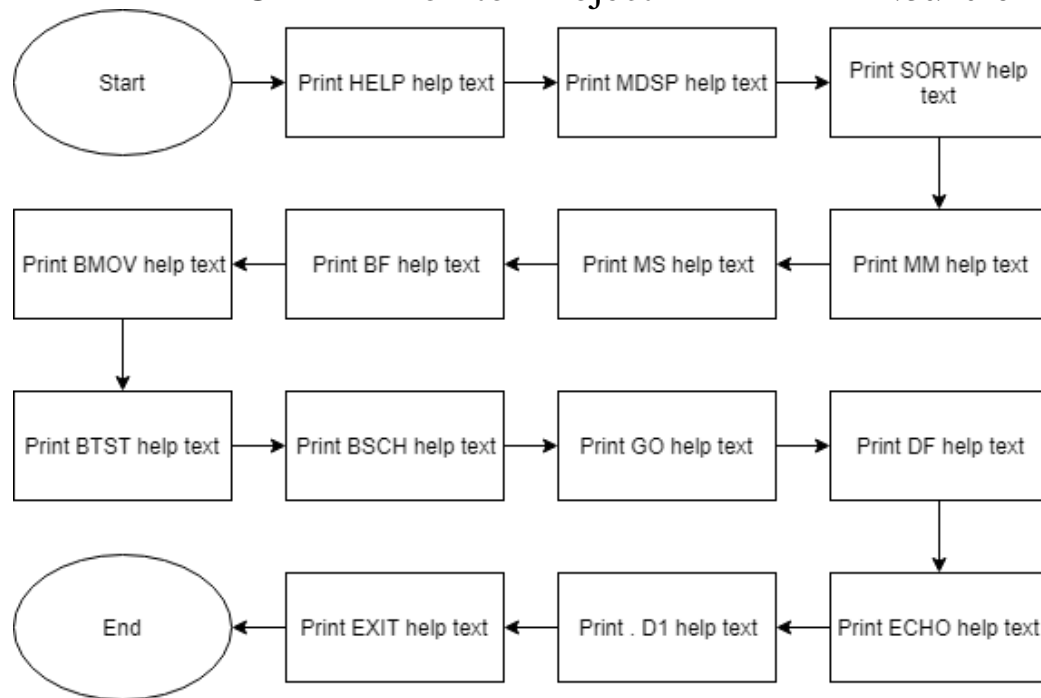 Start
Print HELP help text
Print MDSP help text
Print SORTW help
text
Print MM help text
Print MS help text
Print BF help text
Print BMOV help text
Print BTST help text
Print BSCH help text
Print GO help text
Print DF help text
Print ECHO help text
Print . D1 help text
Print EXIT help text
End